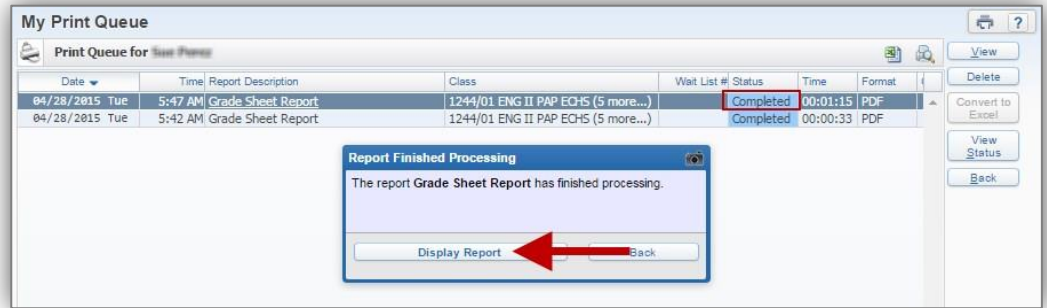 My Print Queue
?
Print Queue for
View
Date Time Report Description Class Wait List # Status Time Format
Delete
04/28/2015 Tue 5:47 AM Grade Sheet Report 1244/01 ENG II PAP ECHS (5 more...) Completed 00:01:15 PDF
04/28/2015 Tue 5:42 AM Grade Sheet Report 1244/01 ENG II PAP ECHS (5 more...) Completed 00:00:33 PDF
Convert to
Excel
View
Status
Back
Report Finished Processing
The report Grade Sheet Report has finished processing.
Display Report Back